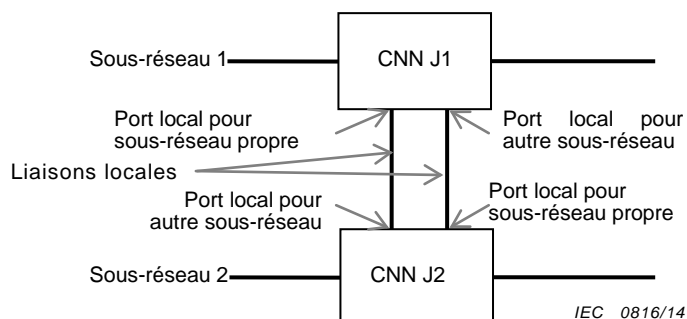 Sous-réseau 1
CNN J1
Port local pour
sous-réseau propre
Port local pour
autre sous-réseau
Liaisons locales
Port local pour
autre sous-réseau
Port local pour
sous-réseau propre
Sous-réseau 2
CNN J2
IEC 0816/14